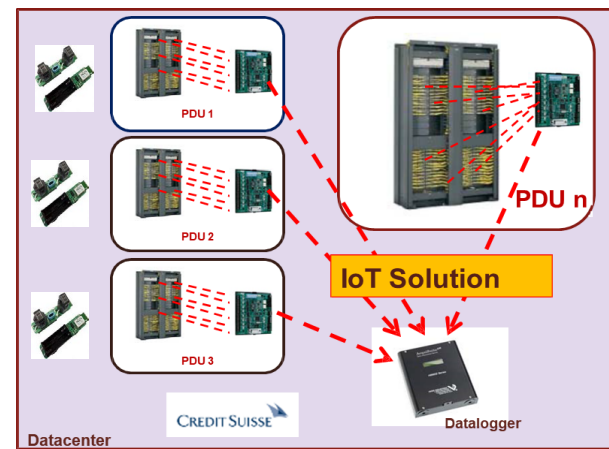 PDU 1
PDU n
PDU 2
IoT Solution
PDU 3
CREDIT SUISSE
Datalogger
Datacenter